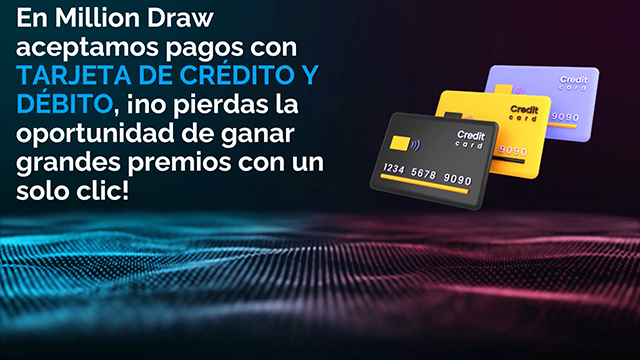 En Million Draw
aceptamos pagos con
TARJETA DE CRÉDITO Y
DÉBITO, ¡no pierdas la
oportunidad de ganar
grandes premios con un
solo clic!
Credit
card
9090
Credit
card
9090
Credit
card
1234 5678 9090